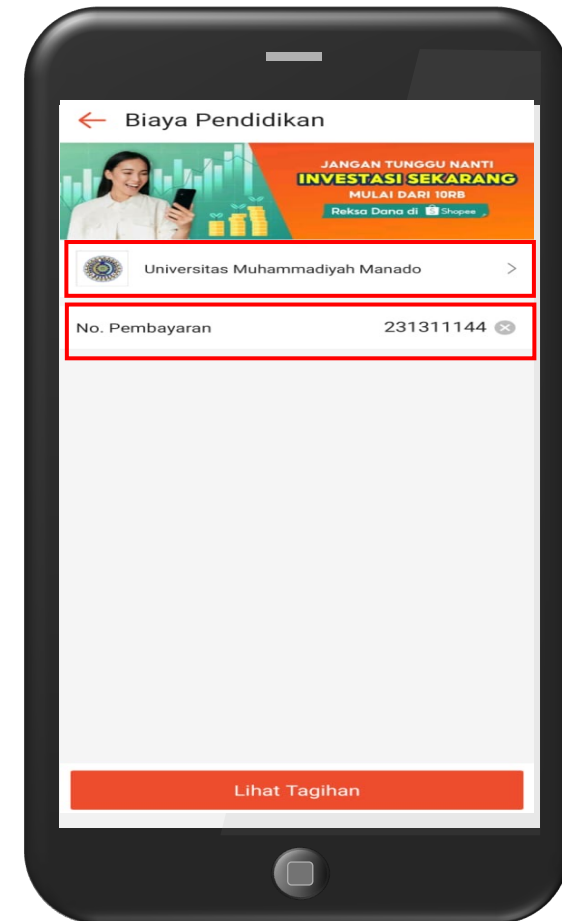 Biaya Pendidikan
JANGAN TUNGGU NANTI
INVESTASI SEKARANG
MULAI DARI 10RB
Reksa Dana di Shopee
Universitas Muhammadiyah Manado
No. Pembayaran 231311144
Lihat Tagihan